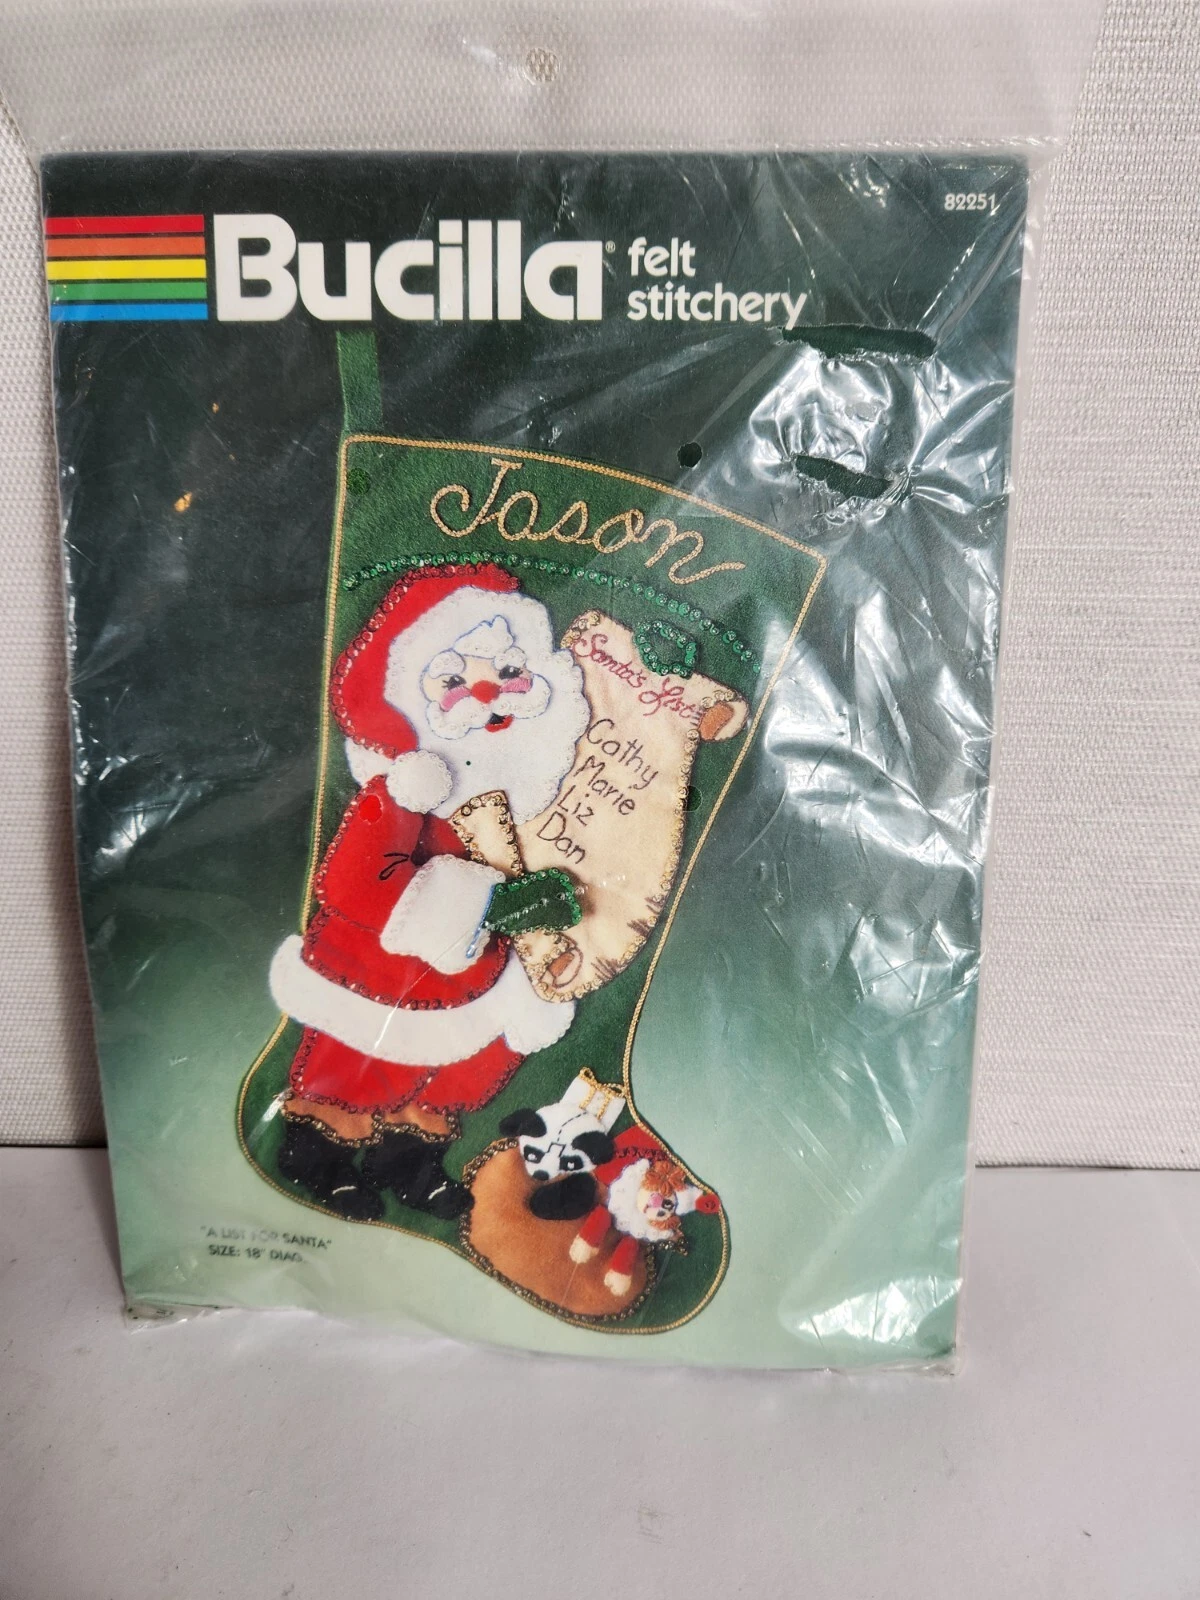 82251
Bucilla® felt
stitchery
Jason
Santa's List
Cathy
Marie
Liz
Dan
"A LIST FOR SANTA"
SIZE: 18" DIAG.